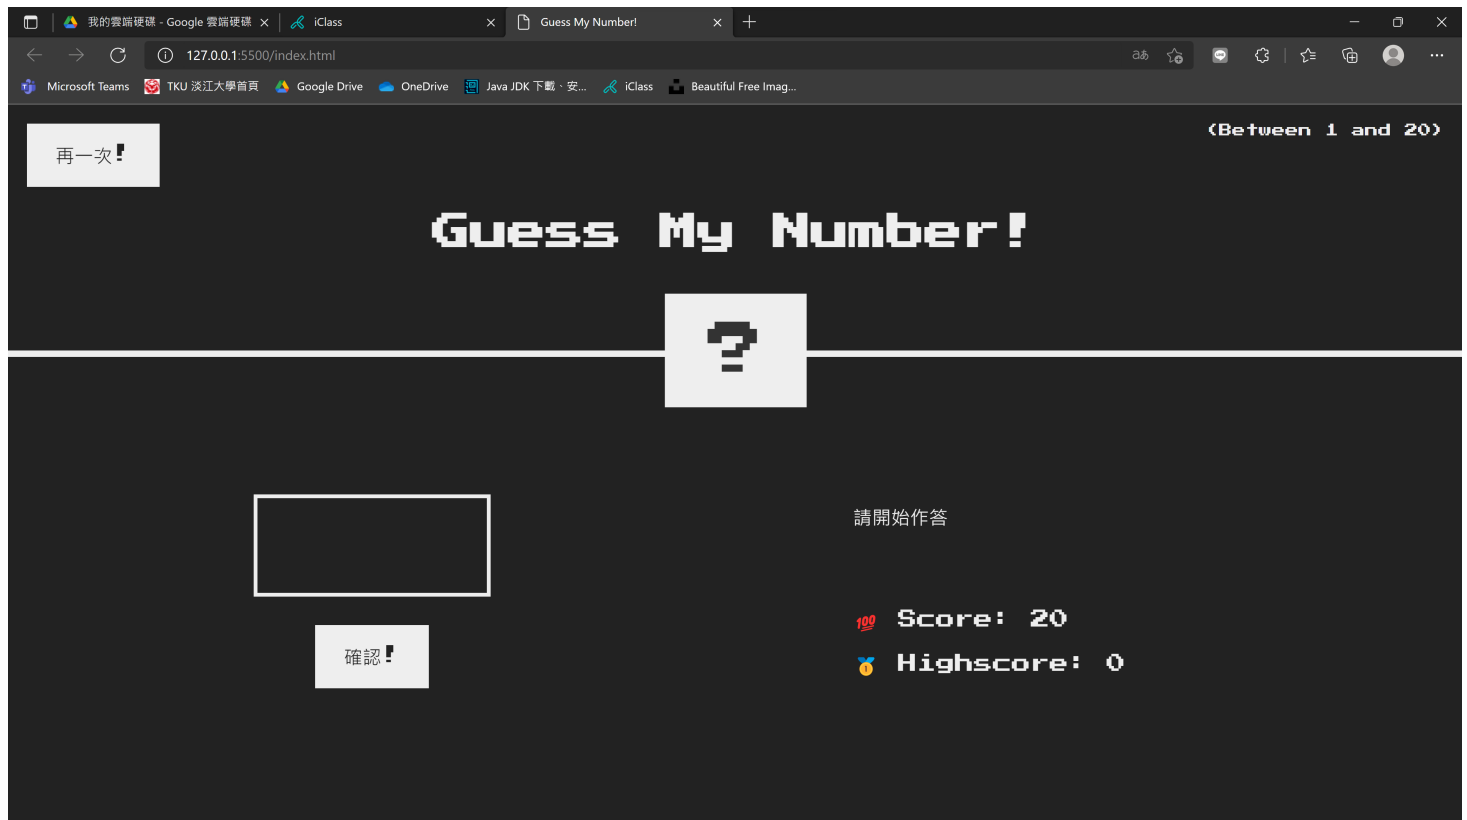 我的雲端硬碟 - Google 雲端硬碟
iClass
Guess My Number!
127.0.0.1:5500/index.html
Microsoft Teams
TKU 淡江大學首頁
Google Drive
OneDrive
Java JDK 下載、安...
iClass
Beautiful Free Imag...
再一次!
(Between 1 and 20)
Guess My Number!
?
請開始作答
💯 Score: 20
確認!
🥇 Highscore: 0